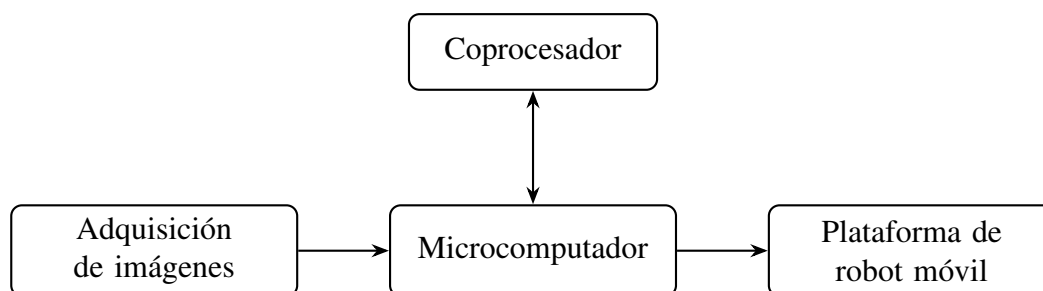 Coprocesador
Adquisición
de imágenes
Microcomputador
Plataforma de
robot móvil